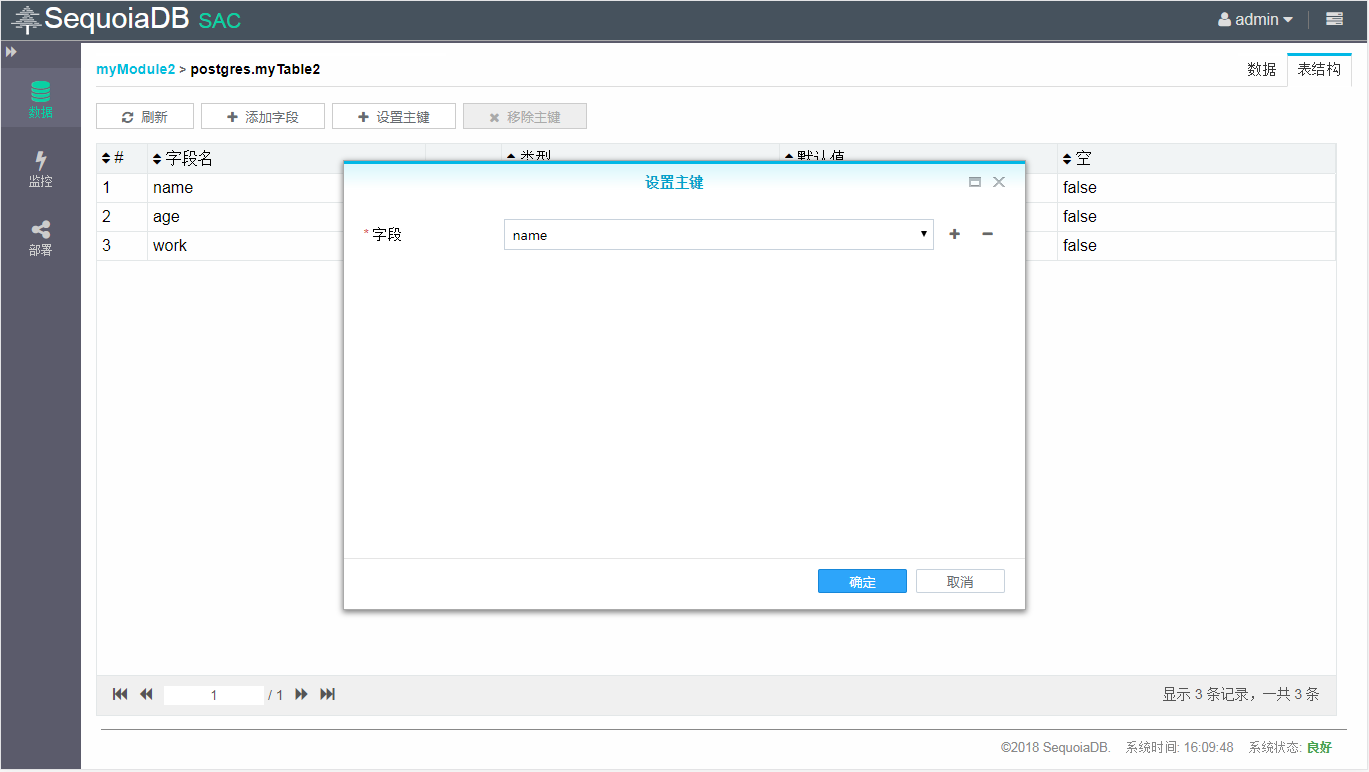 SequoiaDB SAC
admin
myModule2 > postgres.myTable2
数据 表结构
刷新 添加字段 设置主键 移除主键
数据
监控
部署
# 字段名 类型 默认值 空
1 name false
2 age false
3 work false
设置主键
* 字段 name
确定 取消
1 / 1
显示 3 条记录，一共 3 条
©2018 SequoiaDB. 系统时间: 16:09:48 系统状态: 良好